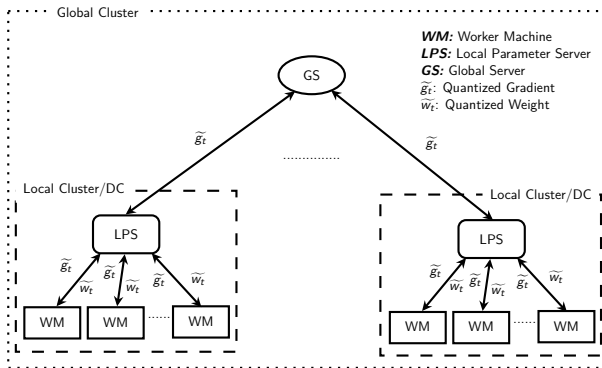 Global Cluster
WM: Worker Machine
LPS: Local Parameter Server
GS: Global Server
g̃ₜ: Quantized Gradient
w̃ₜ: Quantized Weight
GS
g̃ₜ
g̃ₜ
...............
Local Cluster/DC
Local Cluster/DC
LPS
LPS
g̃ₜ w̃ₜ g̃ₜ w̃ₜ g̃ₜ w̃ₜ
g̃ₜ w̃ₜ g̃ₜ w̃ₜ g̃ₜ w̃ₜ
WM WM ...... WM
WM WM ...... WM